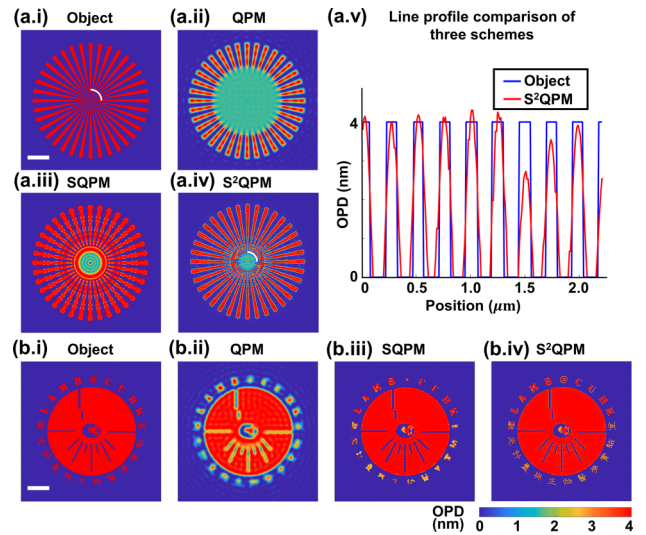 (a.i) Object
(a.ii) QPM
(a.v) Line profile comparison of
three schemes
Object
S²QPM
4
OPD (nm)
0
0 0.5 1.0 1.5 2.0
Position (μm)
(a.iii) SQPM
(a.iv) S²QPM
(b.i) Object
(b.ii) QPM
(b.iii) SQPM
(b.iv) S²QPM
LAMB@CUHK
OPD
(nm)
0 1 2 3 4